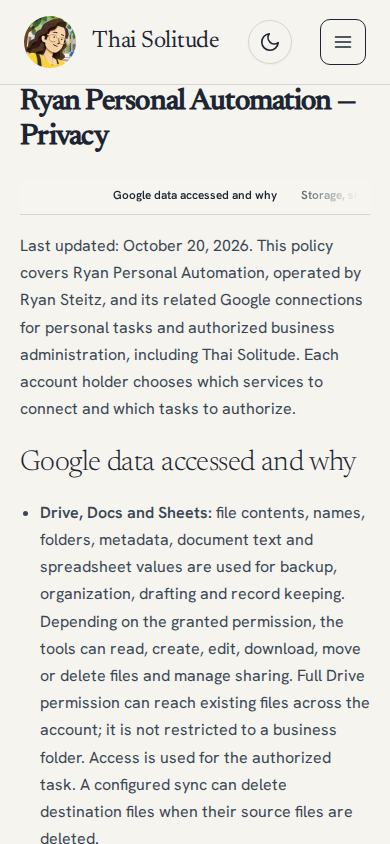 Thai Solitude
Ryan Personal Automation –
Privacy
Google data accessed and why
Storage,
Last updated: October 20, 2026. This policy
covers Ryan Personal Automation, operated by
Ryan Steitz, and its related Google connections
for personal tasks and authorized business
administration, including Thai Solitude. Each
account holder chooses which services to
connect and which tasks to authorize.
Google data accessed and why
• Drive, Docs and Sheets: file contents, names,
folders, metadata, document text and
spreadsheet values are used for backup,
organization, drafting and record keeping.
Depending on the granted permission, the
tools can read, create, edit, download, move
or delete files and manage sharing. Full Drive
permission can reach existing files across the
account; it is not restricted to a business
folder. Access is used for the authorized
task. A configured sync can delete
destination files when their source files are
deleted.